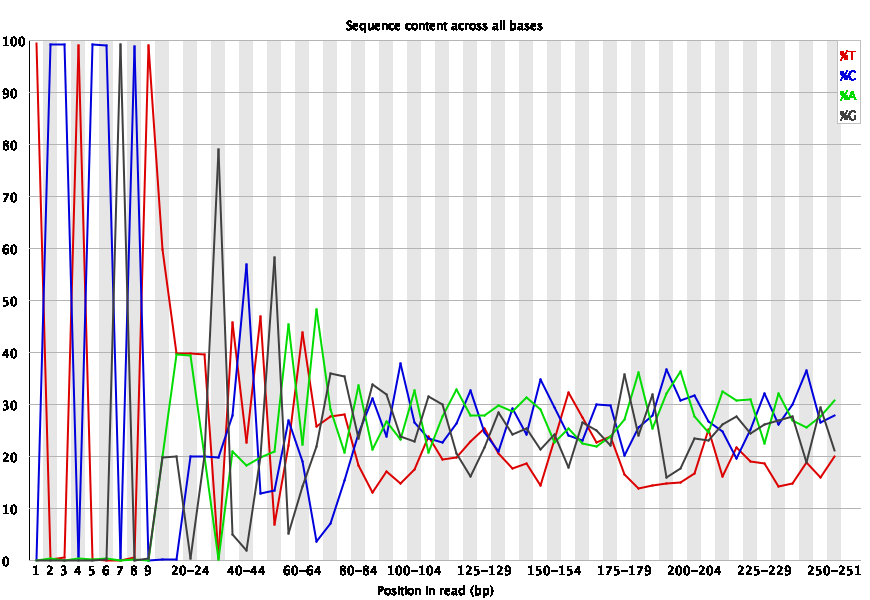 Sequence content across all bases
100
90
80
70
60
50
40
30
20
10
0
%T
%C
%A
%G
1 2 3 4 5 6 7 8 9 20-24 40-44 60-64 80-84 100-104 125-129 150-154 175-179 200-204 225-229 250-251
Position in read (bp)